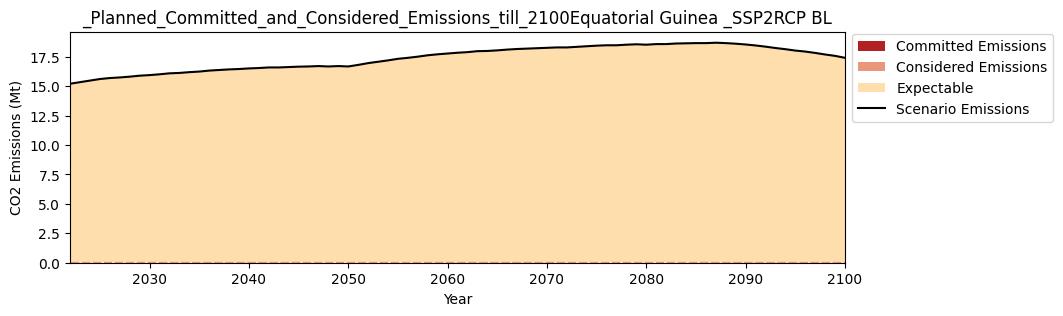 _Planned_Committed_and_Considered_Emissions_till_2100Equatorial Guinea _SSP2RCP BL
CO2 Emissions (Mt)
17.5
15.0
12.5
10.0
7.5
5.0
2.5
0.0
2030 2040 2050 2060 2070 2080 2090 2100
Year
Committed Emissions
Considered Emissions
Expectable
Scenario Emissions